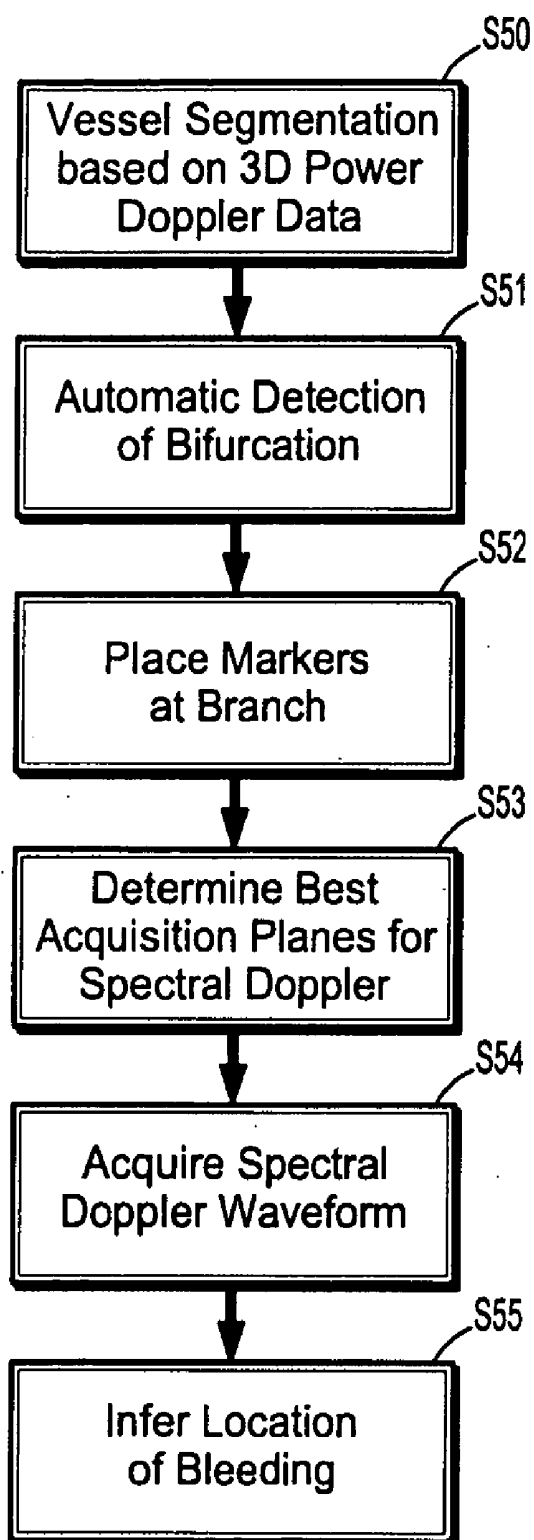 S50
Vessel Segmentation
based on 3D Power
Doppler Data
S51
Automatic Detection
of Bifurcation
S52
Place Markers
at Branch
S53
Determine Best
Acquisition Planes for
Spectral Doppler
S54
Acquire Spectral
Doppler Waveform
S55
Infer Location
of Bleeding